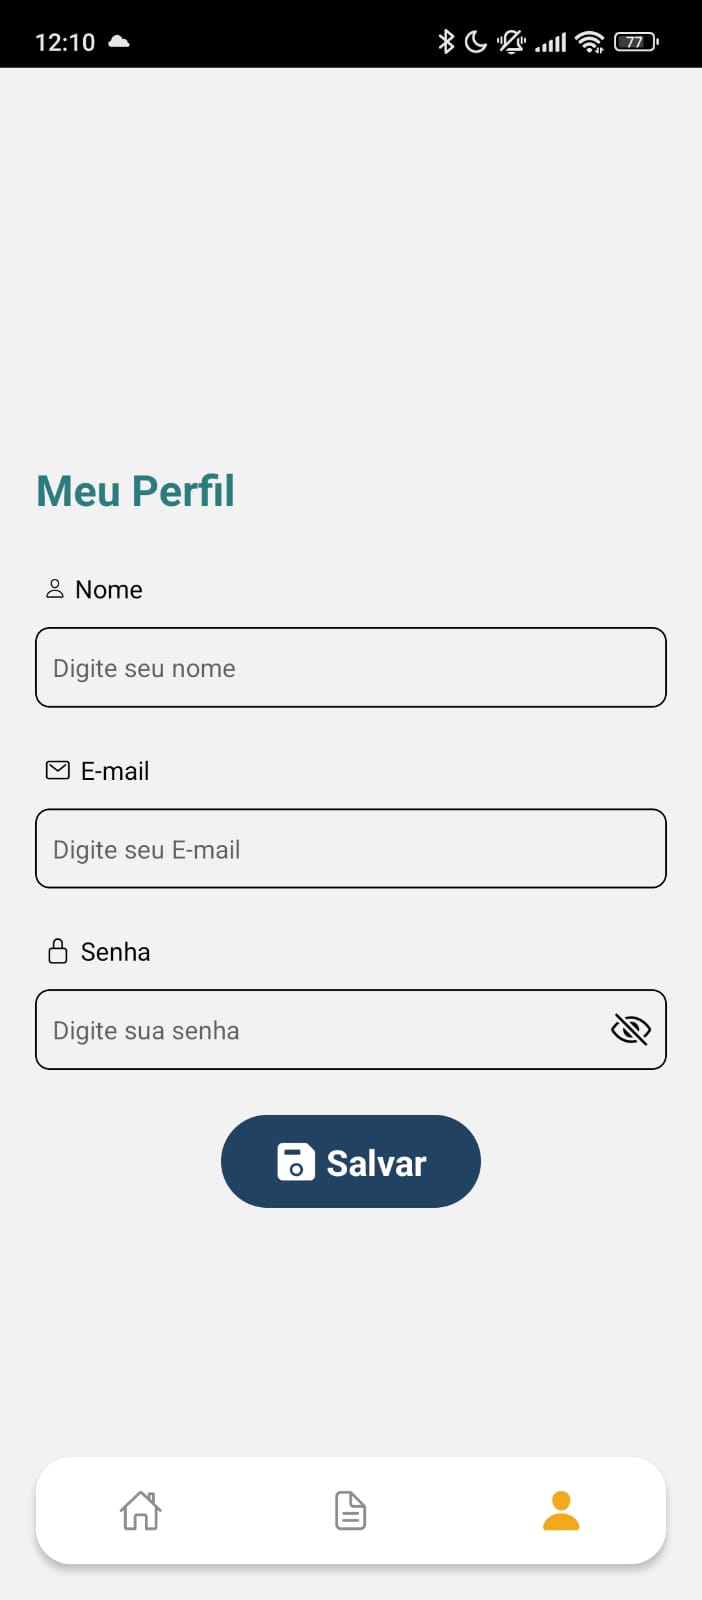 12:10
77
Meu Perfil
Nome
Digite seu nome
E-mail
Digite seu E-mail
Senha
Digite sua senha
Salvar